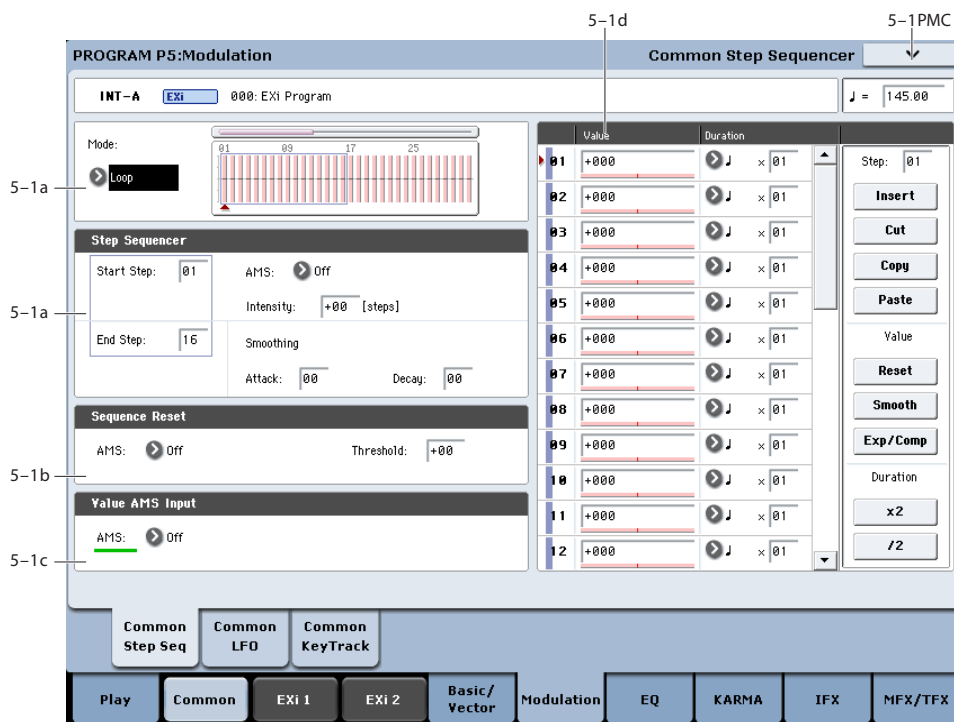 5–1d
5–1PMC
PROGRAM P5:Modulation
Common Step Sequencer
INT-A
EXi
000: EXi Program
♩ = 145.00
5–1a
Mode:
Loop
01 09 17 25
5–1a
Step Sequencer
Start Step: 01
AMS: Off
Intensity: +00 [steps]
End Step: 16
Smoothing
Attack: 00
Decay: 00
5–1b
Sequence Reset
AMS: Off
Threshold: +00
5–1c
Value AMS Input
AMS: Off
Value Duration
01 +000 ♩ × 01
02 +000 ♩ × 01
03 +000 ♩ × 01
04 +000 ♩ × 01
05 +000 ♩ × 01
06 +000 ♩ × 01
07 +000 ♩ × 01
08 +000 ♩ × 01
09 +000 ♩ × 01
10 +000 ♩ × 01
11 +000 ♩ × 01
12 +000 ♩ × 01
Step: 01
Insert
Cut
Copy
Paste
Value
Reset
Smooth
Exp/Comp
Duration
x2
/2
Common
Step Seq
Common
LFO
Common
KeyTrack
Play
Common
EXi 1
EXi 2
Basic/
Vector
Modulation
EQ
KARMA
IFX
MFX/TFX